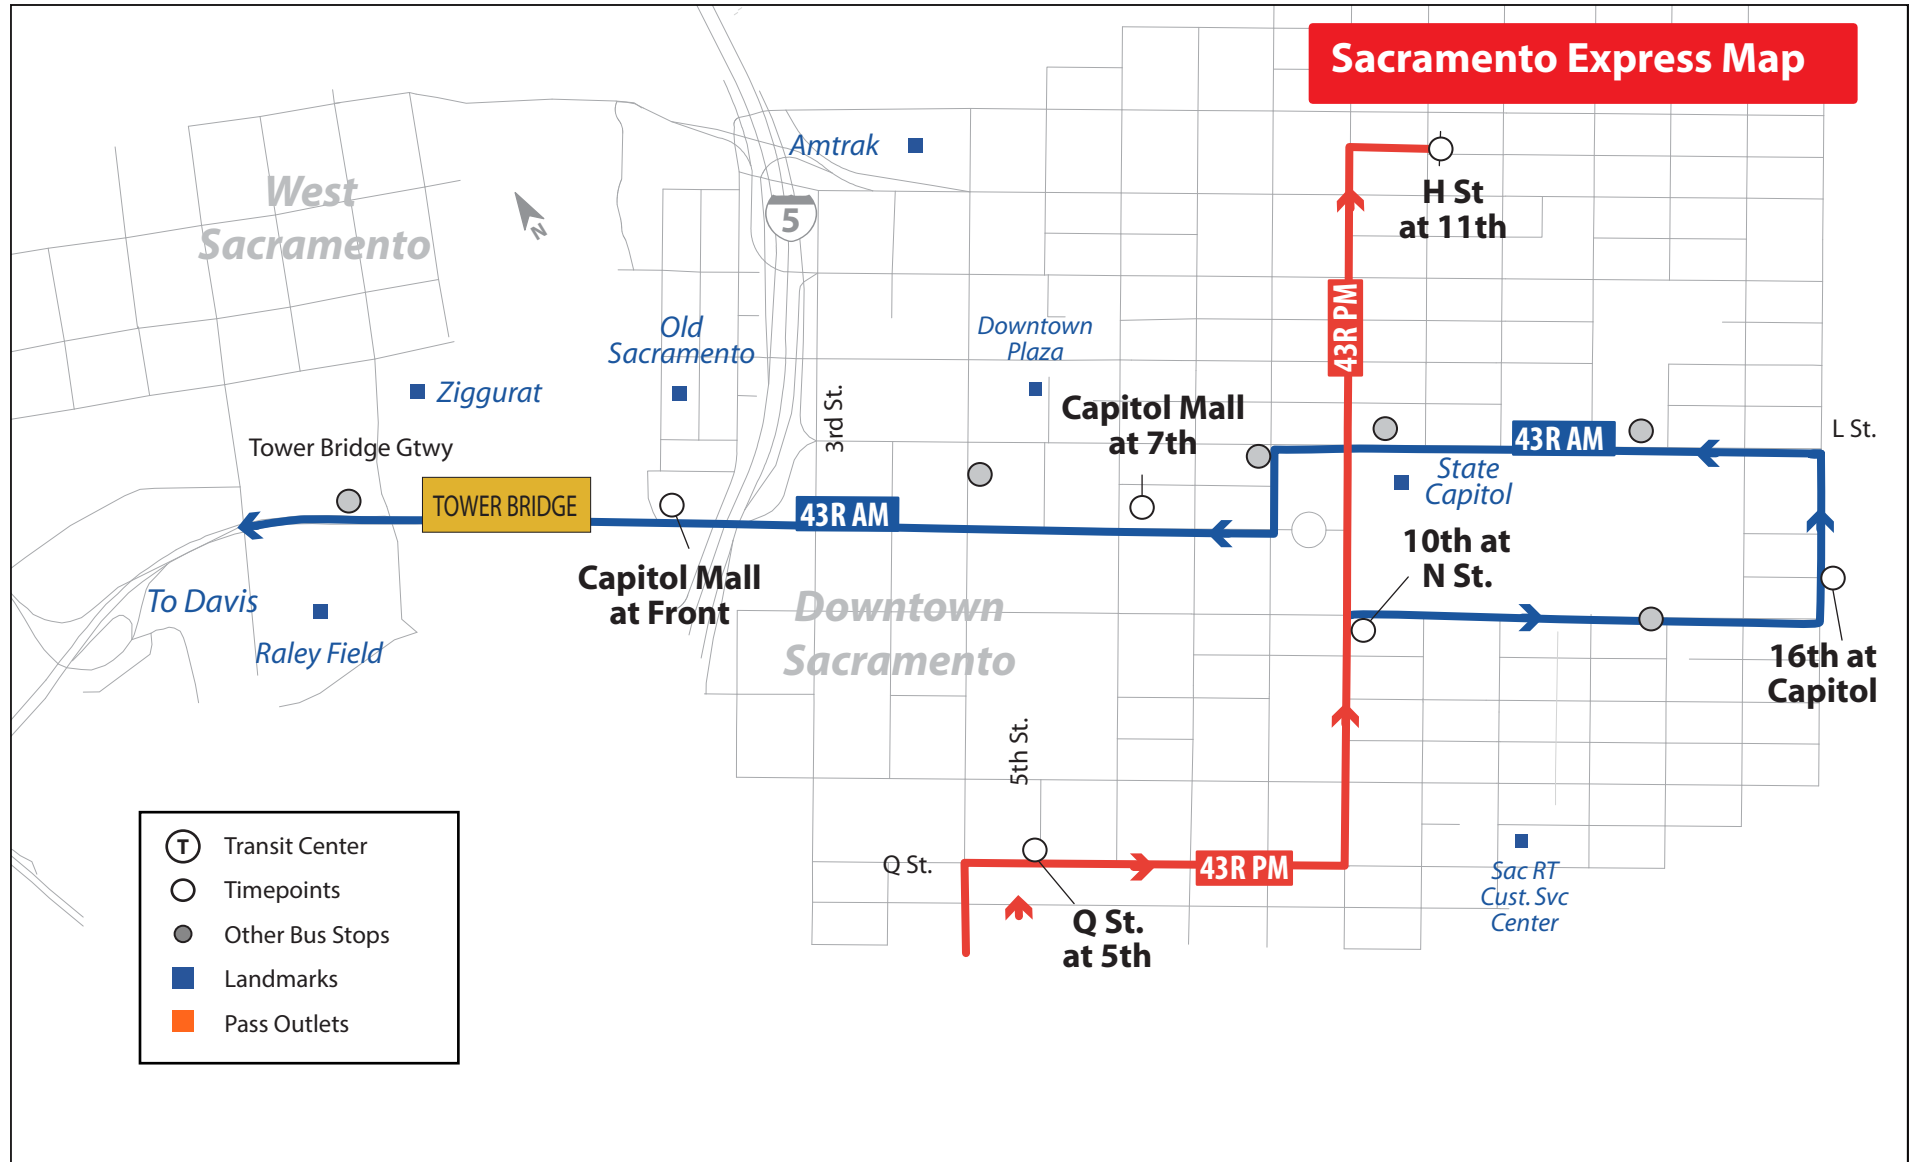 Sacramento Express Map
Amtrak
West
Sacramento
N
5
H St
at 11th
43R PM
Old
Sacramento
Downtown
Plaza
Ziggurat
3rd St.
Capitol Mall
at 7th
L St.
43R AM
Tower Bridge Gtwy
State
Capitol
TOWER BRIDGE
43R AM
10th at
N St.
Capitol Mall
at Front
To Davis
Downtown
Sacramento
Raley Field
16th at
Capitol
5th St.
Q St.
43R PM
Sac RT
Cust. Svc
Center
Q St.
at 5th
T
Transit Center
Timepoints
Other Bus Stops
Landmarks
Pass Outlets